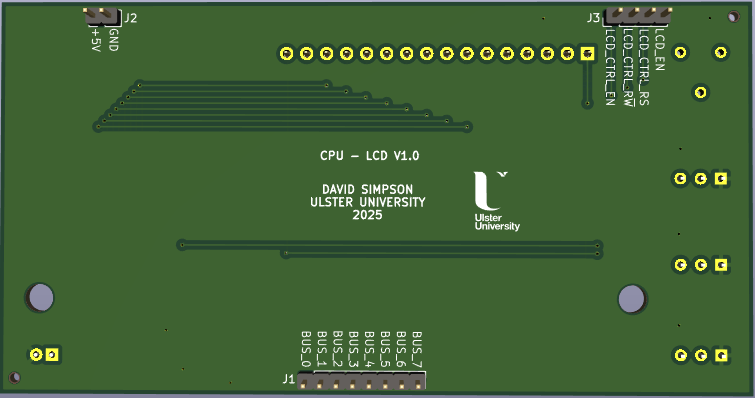 J2
+5V
GND
J3
LCD_CTRL_EN
LCD_CTRL_RW
LCD_CTRL_RS
LCD_EN
CPU - LCD V1.0
DAVID SIMPSON
ULSTER UNIVERSITY
2025
Ulster
University
BUS_0
BUS_1
BUS_2
BUS_3
BUS_4
BUS_5
BUS_6
BUS_7
J1